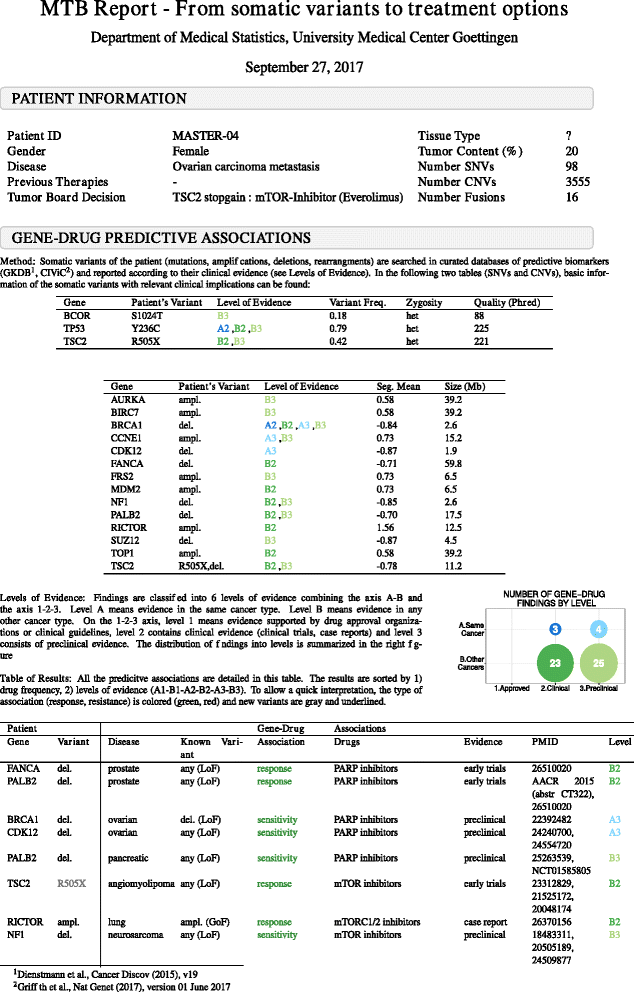 MTB Report - From somatic variants to treatment options
Department of Medical Statistics, University Medical Center Goettingen
September 27, 2017
PATIENT INFORMATION
Patient ID MASTER-04 Tissue Type ?
Gender Female Tumor Content (%) 20
Disease Ovarian carcinoma metastasis Number SNVs 98
Previous Therapies - Number CNVs 3555
Tumor Board Decision TSC2 stopgain : mTOR-Inhibitor (Everolimus) Number Fusions 16
GENE-DRUG PREDICTIVE ASSOCIATIONS
Method: Somatic variants of the patient (mutations, amplifications, deletions, rearrangments) are searched in curated databases of predictive biomarkers
(GKDB1, CIViC2) and reported according to their clinical evidence (see Levels of Evidence). In the following two tables (SNVs and CNVs), basic infor-
mation of the somatic variants with relevant clinical implications can be found:
Gene Patient's Variant Level of Evidence Variant Freq. Zygosity Quality (Phred)
BCOR S1024T B3 0.18 het 88
TP53 Y236C A2 ,B2 ,B3 0.79 het 225
TSC2 R505X B2 ,B3 0.42 het 221
Gene Patient's Variant Level of Evidence Seg. Mean Size (Mb)
AURKA ampl. B3 0.58 39.2
BIRC7 ampl. B3 0.58 39.2
BRCA1 del. A2 ,B2 ,A3 ,B3 -0.84 2.6
CCNE1 ampl. A3 ,B3 0.73 15.2
CDK12 del. A3 -0.87 1.9
FANCA del. B2 -0.71 59.8
FRS2 ampl. B3 0.73 6.5
MDM2 ampl. B2 0.73 6.5
NF1 del. B2 ,B3 -0.85 2.6
PALB2 del. B2 ,B3 -0.70 17.5
RICTOR ampl. B2 1.56 12.5
SUZ12 del. B3 -0.87 4.5
TOP1 ampl. B2 0.58 39.2
TSC2 R505X,del. B2 ,B3 -0.78 11.2
Levels of Evidence: Findings are classified into 6 levels of evidence combining the axis A-B and
the axis 1-2-3. Level A means evidence in the same cancer type. Level B means evidence in any
other cancer type. On the 1-2-3 axis, level 1 means evidence supported by drug approval organiza-
tions or clinical guidelines, level 2 contains clinical evidence (clinical trials, case reports) and level 3
consists of preclinical evidence. The distribution of findings into levels is summarized in the right fig-
ure
NUMBER OF GENE-DRUG
FINDINGS BY LEVEL
A.Same
Cancer
3 4
B.Other
Cancers
23 25
1.Approved 2.Clinical 3.Preclinical
Table of Results: All the predicitve associations are detailed in this table. The results are sorted by 1)
drug frequency, 2) levels of evidence (A1-B1-A2-B2-A3-B3). To allow a quick interpretation, the type of
association (response, resistance) is colored (green, red) and new variants are gray and underlined.
Patient Gene-Drug Associations
Gene Variant Disease Known Vari- Association Drugs Evidence PMID Level
ant
FANCA del. prostate any (LoF) response PARP inhibitors early trials 26510020 B2
PALB2 del. prostate any (LoF) response PARP inhibitors early trials AACR 2015 B2
(abstr CT322),
26510020
BRCA1 del. ovarian del. (LoF) sensitivity PARP inhibitors preclinical 22392482 A3
CDK12 del. ovarian any (LoF) sensitivity PARP inhibitors preclinical 24240700, A3
24554720
PALB2 del. pancreatic any (LoF) sensitivity PARP inhibitors preclinical 25263539, B3
NCT01585805
TSC2 R505X angiomyolipoma any (LoF) response mTOR inhibitors early trials 23312829, B2
21525172,
20048174
RICTOR ampl. lung ampl. (GoF) response mTORC1/2 inhibitors case report 26370156 B2
NF1 del. neurosarcoma any (LoF) sensitivity mTOR inhibitors preclinical 18483311, B3
20505189,
24509877
1Dienstmann et al., Cancer Discov (2015), v19
2Griffith et al., Nat Genet (2017), version 01 June 2017